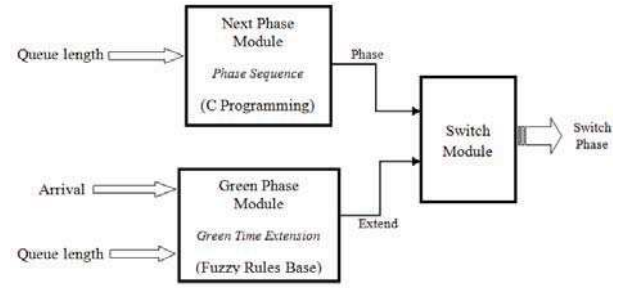 Queue length
Next Phase
Module
Phase Sequence
(C Programming)
Phase
Arrival
Queue length
Green Phase
Module
Green Time Extension
(Fuzzy Rules Base)
Extend
Switch
Module
Switch
Phase